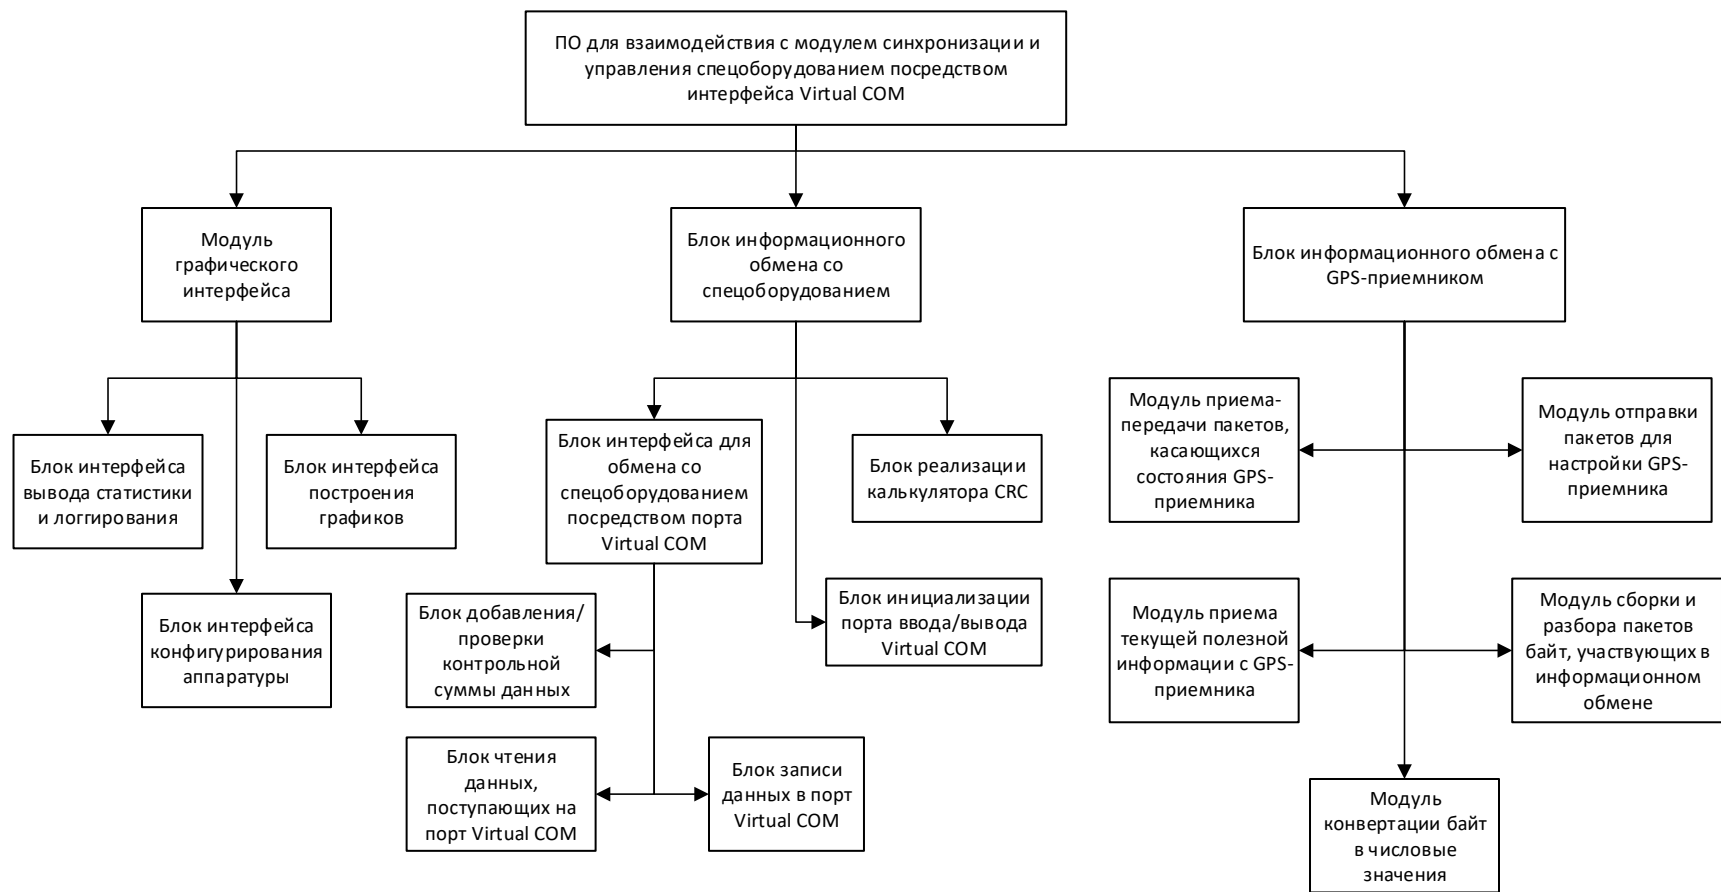 ПО для взаимодействия с модулем синхронизации и
управления спецоборудованием посредством
интерфейса Virtual COM
Модуль
графического
интерфейса
Блок информационного
обмена со
спецоборудованием
Блок информационного обмена с
GPS-приемником
Блок интерфейса
вывода статистики
и логгирования
Блок интерфейса
построения
графиков
Блок интерфейса
конфигурирования
аппаратуры
Блок интерфейса для
обмена со
спецоборудованием
посредством порта
Virtual COM
Блок реализации
калькулятора CRC
Блок добавления/
проверки
контрольной
суммы данных
Блок инициализации
порта ввода/вывода
Virtual COM
Блок чтения
данных,
поступающих на
порт Virtual COM
Блок записи
данных в порт
Virtual COM
Модуль приема-
передачи пакетов,
касающихся
состояния GPS-
приемника
Модуль отправки
пакетов для
настройки GPS-
приемника
Модуль приема
текущей полезной
информации с GPS-
приемника
Модуль сборки и
разбора пакетов
байт, участвующих в
информационном
обмене
Модуль
конвертации байт
в числовые
значения